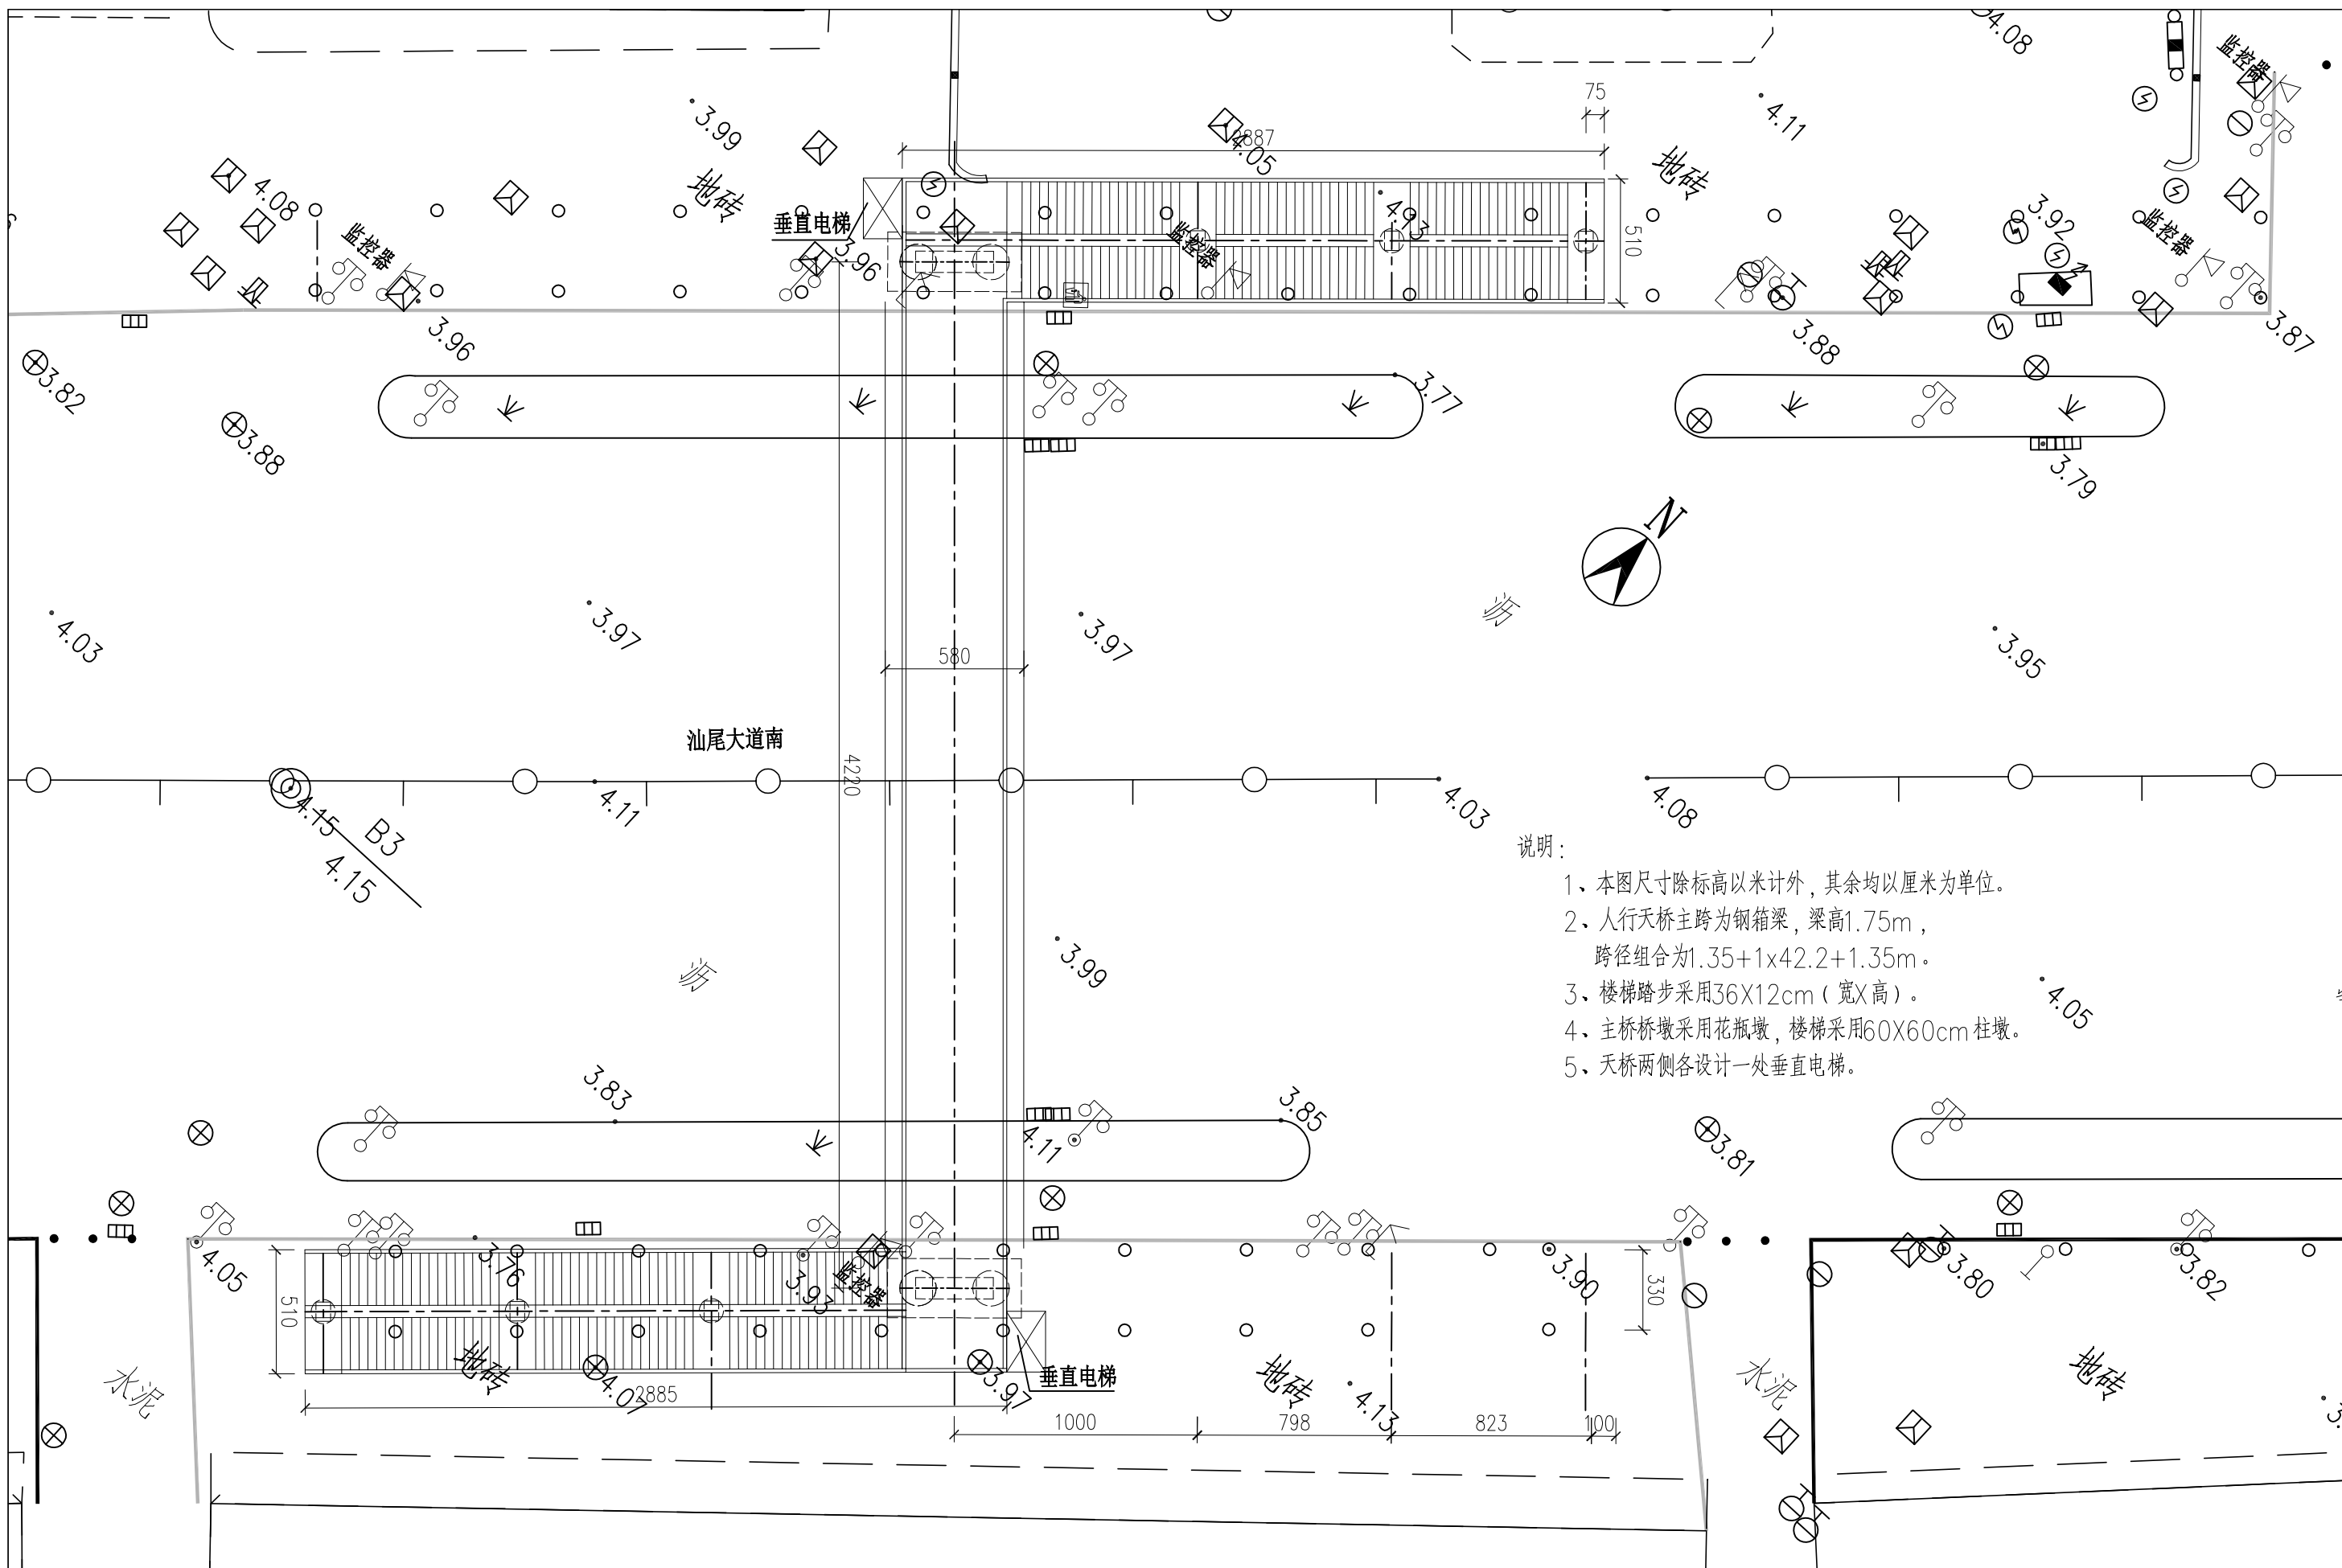 4.08
监控器
75
3.99
4.11
2887
4.05
地砖
地砖
4.08
垂直电梯
4.13
3.92
监控器
监控器
监控器
3.96
510
3.96
3.88
3.87
3.82
3.77
3.88
3.79
N
沥
4.03
3.97
3.97
3.95
580
汕尾大道南
4220
4.15
4.11
4.03
4.08
B3
4.15
说明：
1、本图尺寸除标高以米计外，其余均以厘米为单位。
2、人行天桥主跨为钢箱梁，梁高1.75m，
跨径组合为1.35+1x42.2+1.35m。
3、楼梯踏步采用36X12cm（宽X高）。
4、主桥桥墩采用花瓶墩，楼梯采用60X60cm柱墩。
5、天桥两侧各设计一处垂直电梯。
沥
3.99
4.05
3.83
3.85
4.11
3.81
4.05
3.76
3.93
监控器
3.90
330
3.80
3.82
510
水泥
地砖
4.07
2885
3.97
垂直电梯
地砖
4.13
水泥
地砖
1000
798
823
100